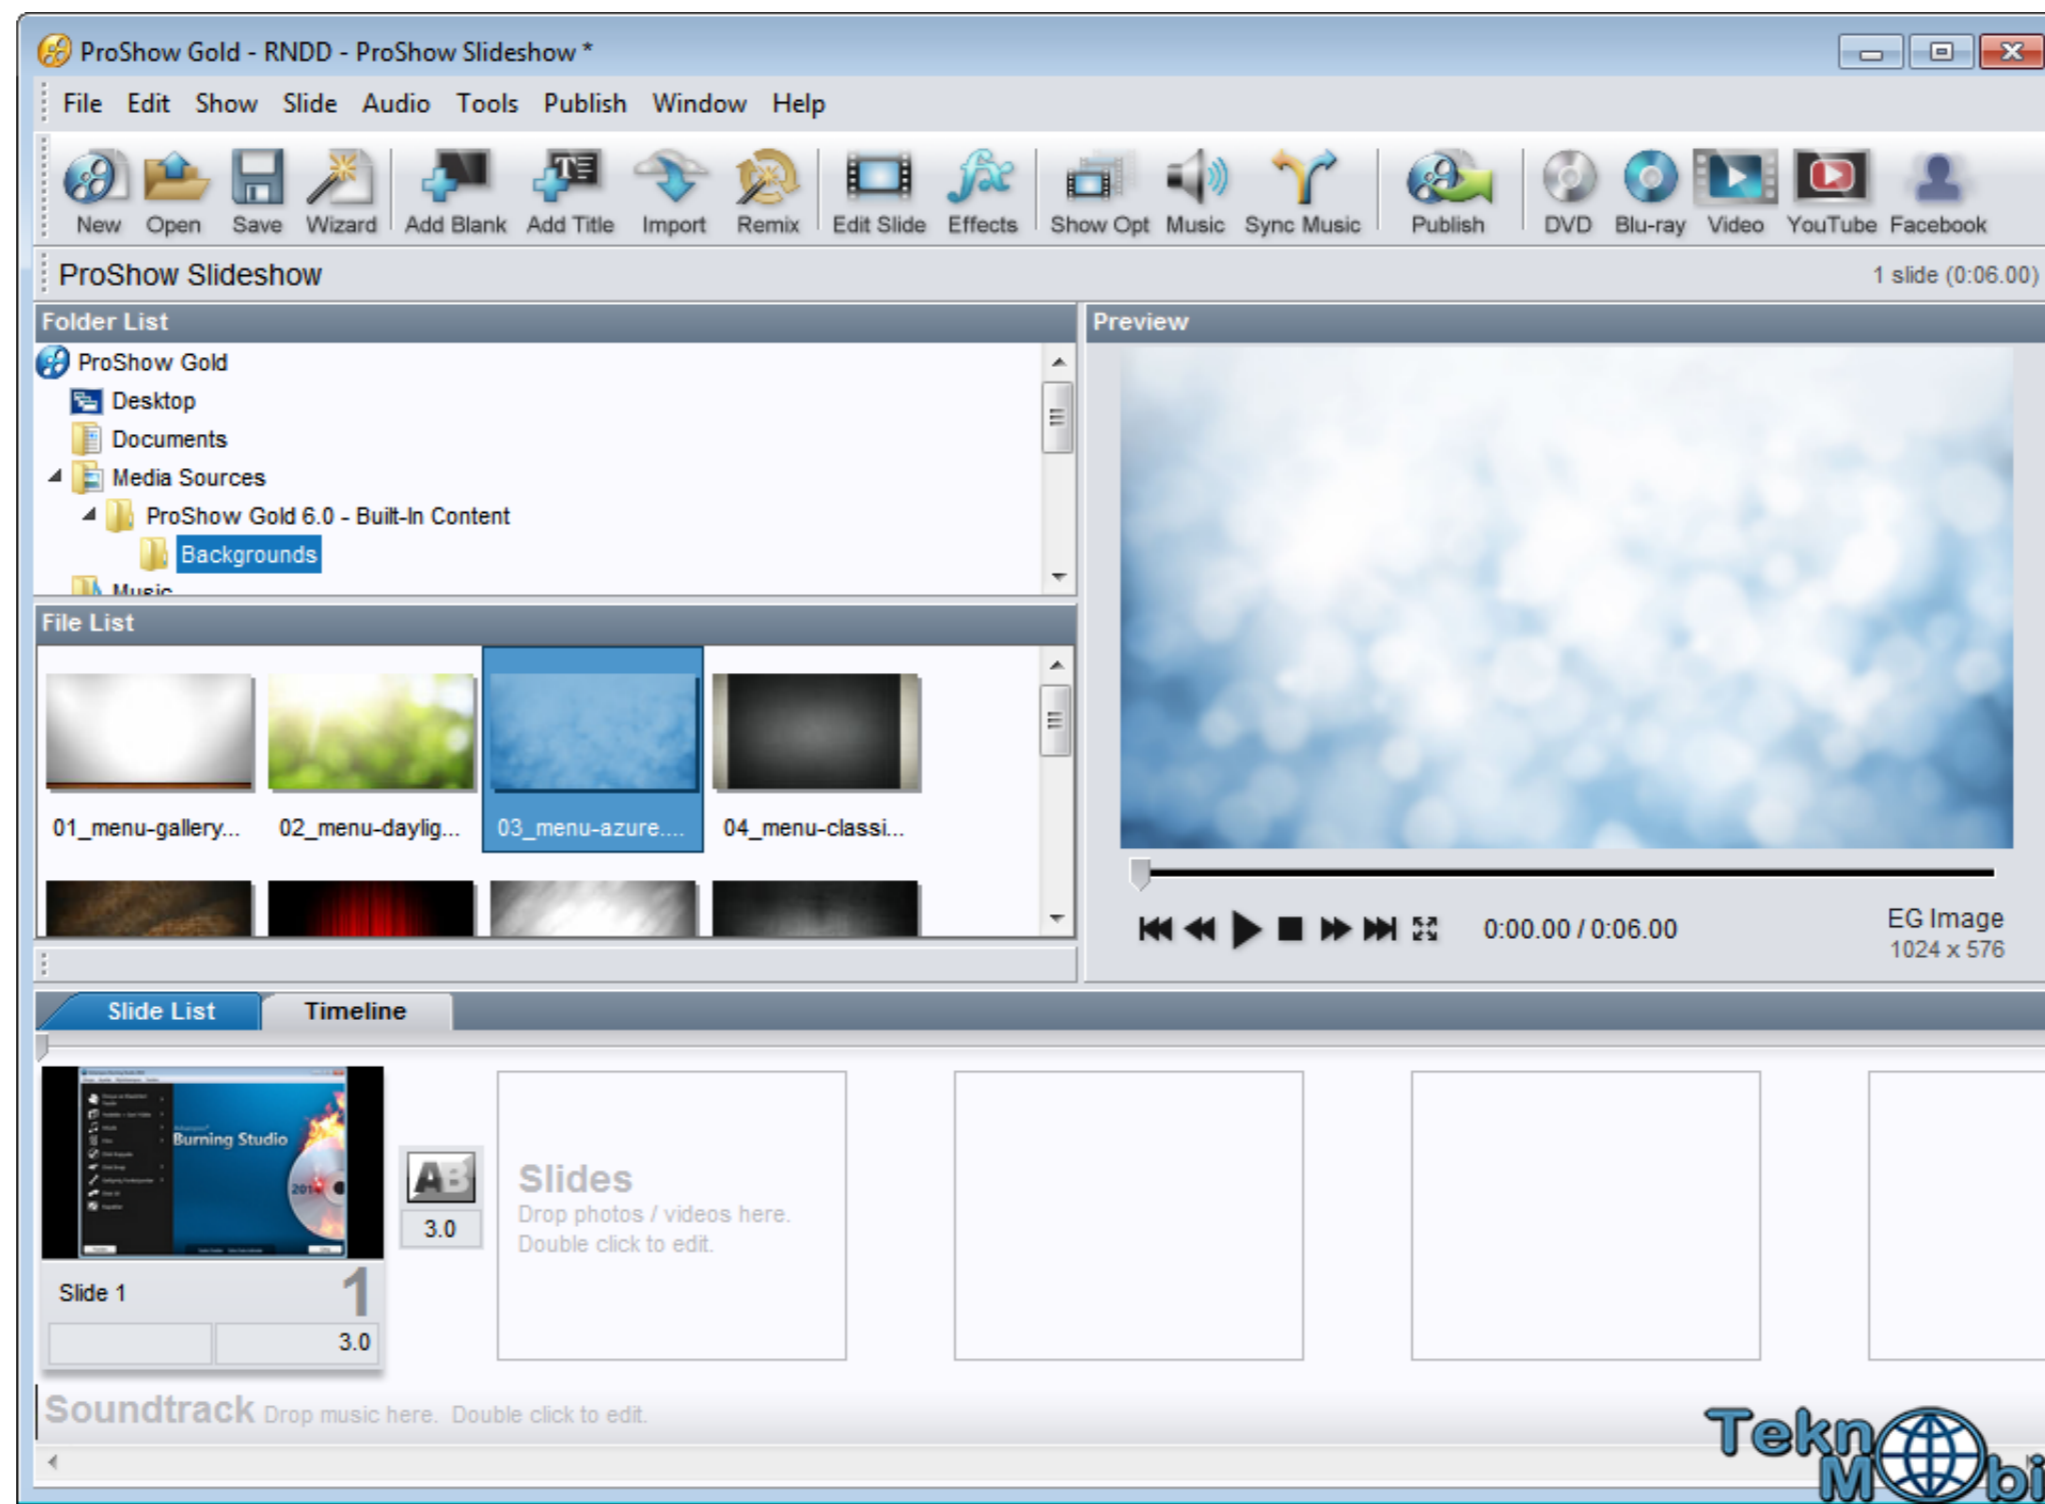 ProShow Gold - RNDD - ProShow Slideshow *
File Edit Show Slide Audio Tools Publish Window Help
New Open Save Wizard Add Blank Add Title Import Remix Edit Slide Effects Show Opt Music Sync Music Publish DVD Blu-ray Video YouTube Facebook
ProShow Slideshow
1 slide (0:06.00)
Folder List
ProShow Gold
Desktop
Documents
Media Sources
ProShow Gold 6.0 - Built-In Content
Backgrounds
Music
File List
01_menu-gallery...
02_menu-daylig...
03_menu-azure....
04_menu-classi...
Preview
0:00.00 / 0:06.00
EG Image
1024 x 576
Slide List
Timeline
Burning Studio
AB
3.0
Slides
Drop photos / videos here.
Double click to edit.
Slide 1
1
3.0
Soundtrack Drop music here. Double click to edit.
Tekn
M bi